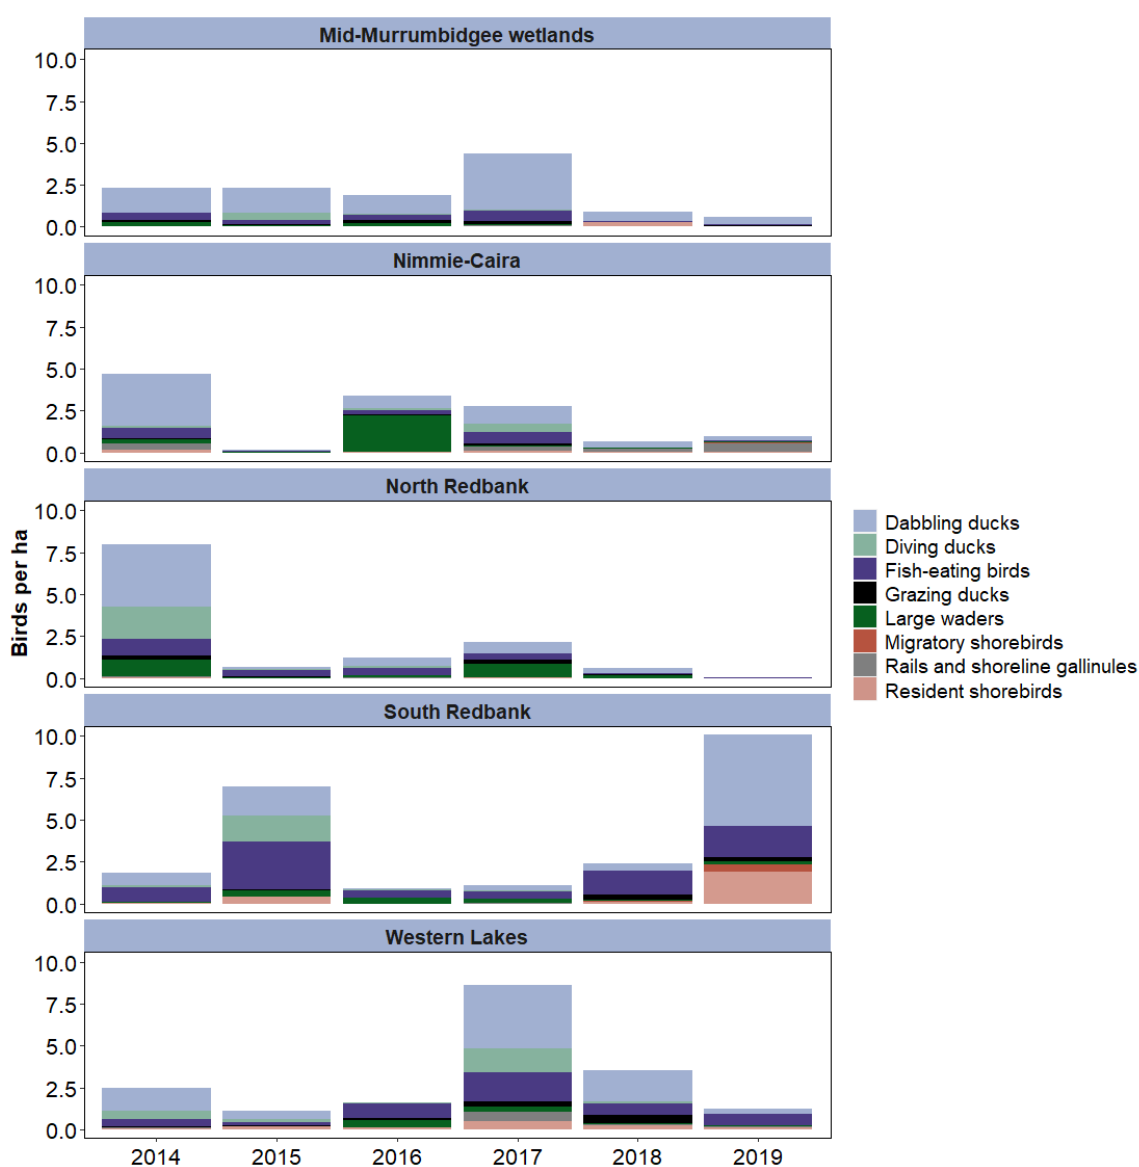 Mid-Murrumbidgee wetlands
10.0
7.5
5.0
2.5
0.0
Nimmie-Caira
10.0
7.5
5.0
2.5
0.0
North Redbank
10.0
7.5
5.0
2.5
0.0
Birds per ha
Dabbling ducks
Diving ducks
Fish-eating birds
Grazing ducks
Large waders
Migratory shorebirds
Rails and shoreline gallinules
Resident shorebirds
South Redbank
10.0
7.5
5.0
2.5
0.0
Western Lakes
10.0
7.5
5.0
2.5
0.0
2014 2015 2016 2017 2018 2019